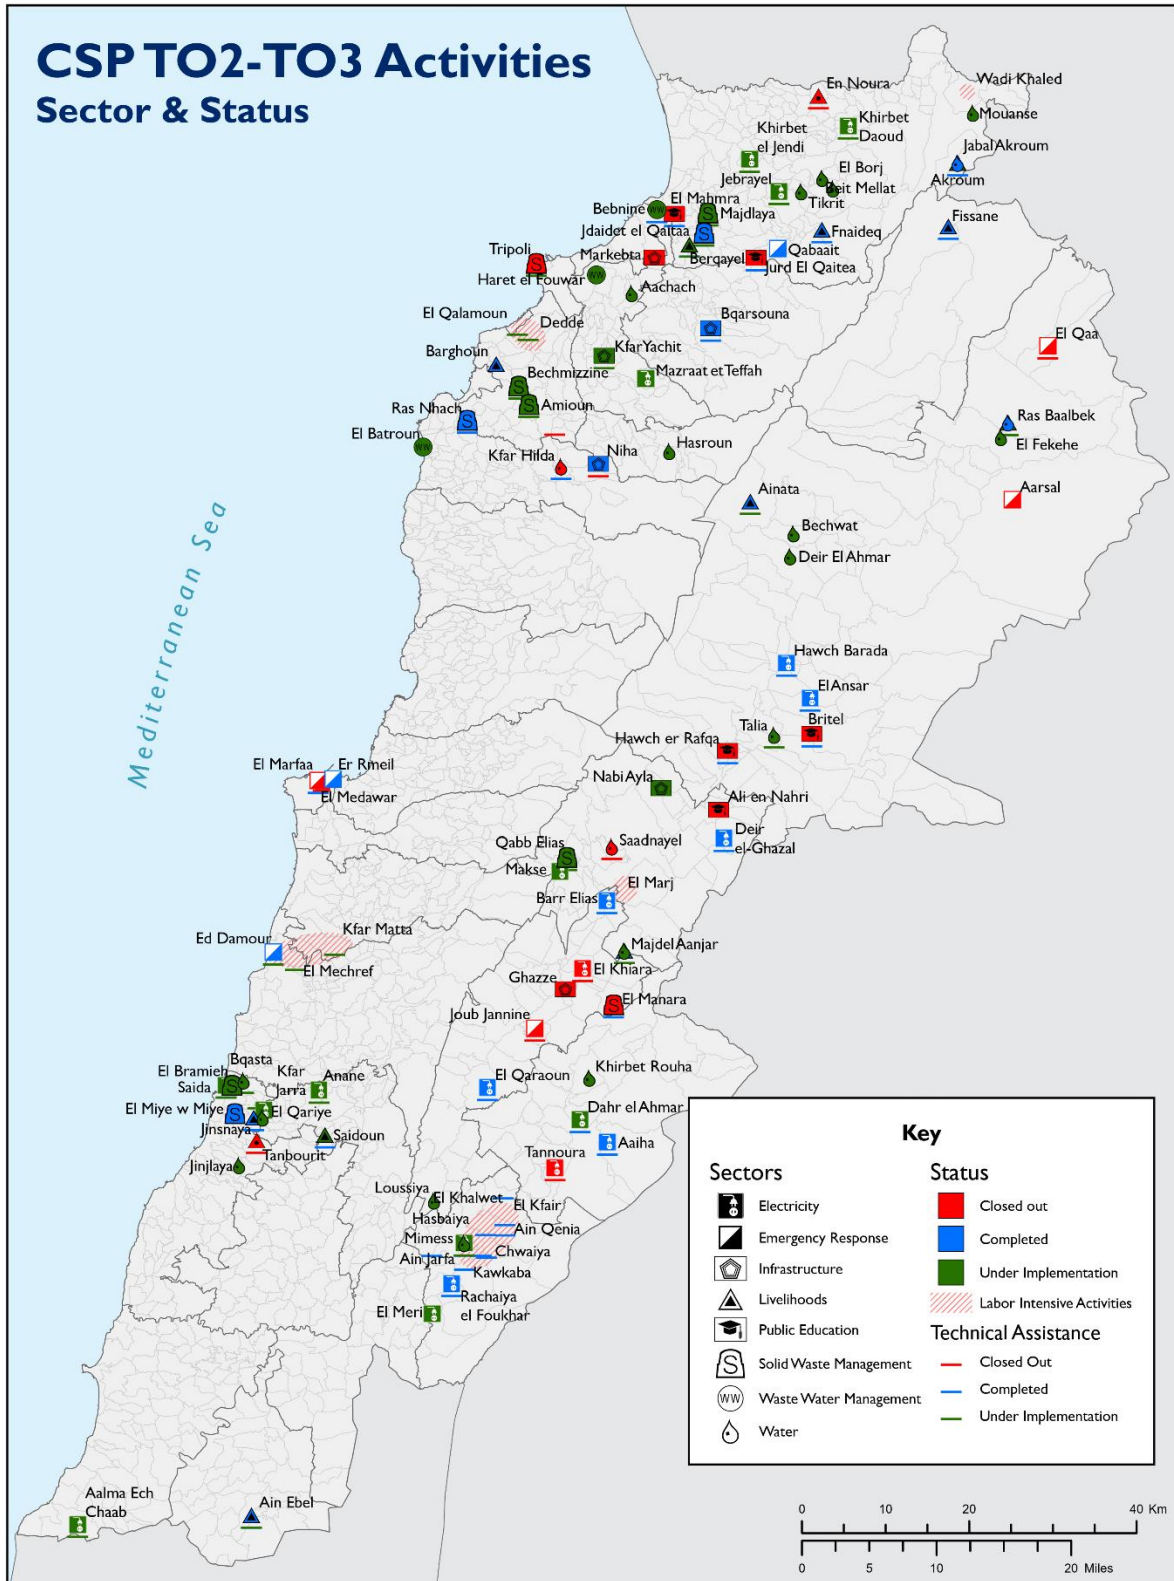 CSP TO2-TO3 Activities
Sector & Status
Mediterranean Sea
En Noura
Wadi Khaled
Mouanse
Khirbet
Daoud
Khirbet
el Jendi
Jabal Akroum
Akroum
El Borj
Jebrayel
Beit Mellat
Tikrit
El Mahmra
Bebnine
Majdlaya
Jdaidet el Qaitaa
Fnaideq
Fissane
Qabaait
Tripoli
Markebta
Berqayel
Jurd El Qaitea
Haret el Fouwar
Aachach
El Qalamoun
Dedde
Bqarsouna
El Qaa
Barghoun
Kfar Yachit
Mazraat et Teffah
Bechmizzine
Amioun
Ras Nhach
El Batroun
Ras Baalbek
El Fekehe
Kfar Hilda
Niha
Hasroun
Ainata
Aarsal
Bechwat
Deir El Ahmar
Hawch Barada
El Ansar
Talia
Britel
Hawch er Rafqa
El Marfaa
Er Rmeil
El Medawar
Nabi Ayla
Ali en Nahri
Deir
el-Ghazal
Qabb Elias
Saadnayel
Makse
El Marj
Barr Elias
Kfar Matta
Ed Damour
El Mechref
Majdel Aanjar
Ghazze
El Khiara
El Manara
Joub Jannine
Bqasta
El Bramieh
Kfar
Jarra
Anane
Saida
El Miye w Miye
El Qariye
Jinsnaya
Saidoun
Tanbourit
Jinjlaya
El Qaraoun
Khirbet Rouha
Dahr el Ahmar
Aaiha
Tannoura
Loussiya
El Khalwet
El Kfair
Hasbaiya
Ain Qenia
Mimess
Chwaiya
Ain Jarfa
Kawkaba
Rachaiya
el Foukhar
El Meri
Aalma Ech
Chaab
Ain Ebel
Key
Sectors
Electricity
Emergency Response
Infrastructure
Livelihoods
Public Education
S Solid Waste Management
WW Waste Water Management
Water
Status
Closed out
Completed
Under Implementation
Labor Intensive Activities
Technical Assistance
Closed Out
Completed
Under Implementation
0 10 20 40 Km
0 5 10 20 Miles